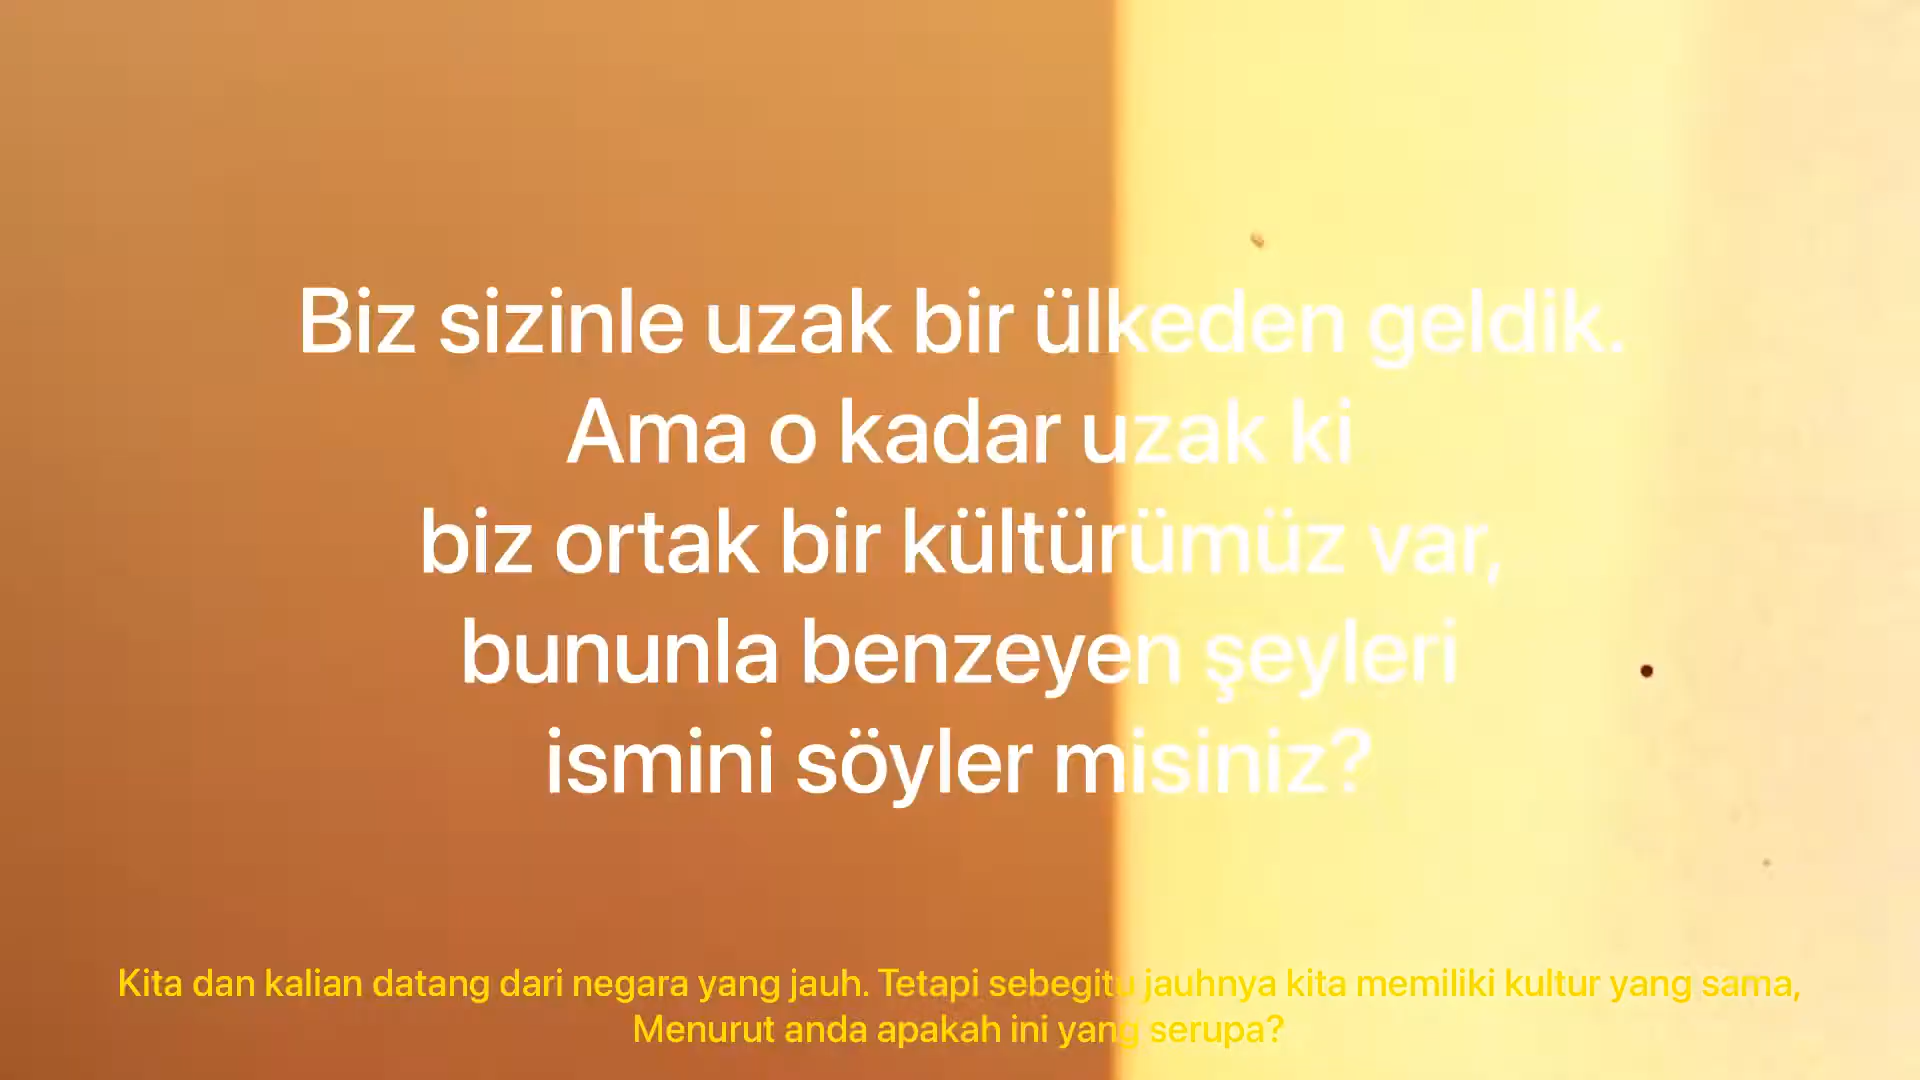 Biz sizinle uzak bir ülkeden geldik.
Ama o kadar uzak ki
biz ortak bir kültürümüz var,
bununla benzeyen şeyleri
ismini söyler misiniz?
Kita dan kalian datang dari negara yang jauh. Tetapi sebegitu jauhnya kita memiliki kultur yang sama,
Menurut anda apakah ini yang serupa?